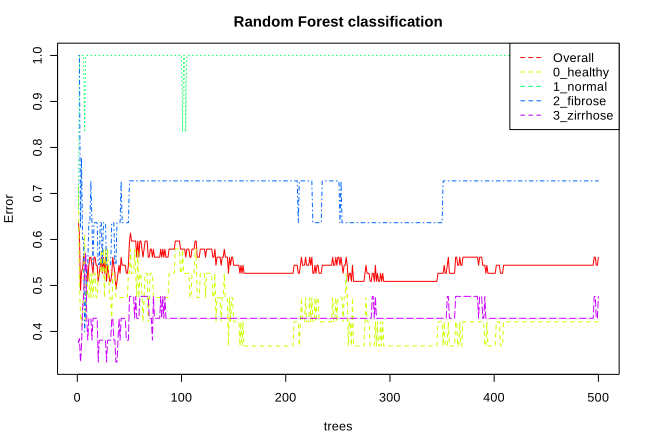 Random Forest classification
Error
1.0
0.9
0.8
0.7
0.6
0.5
0.4
Overall
0_healthy
1_normal
2_fibrose
3_zirrhose
0 100 200 300 400 500
trees